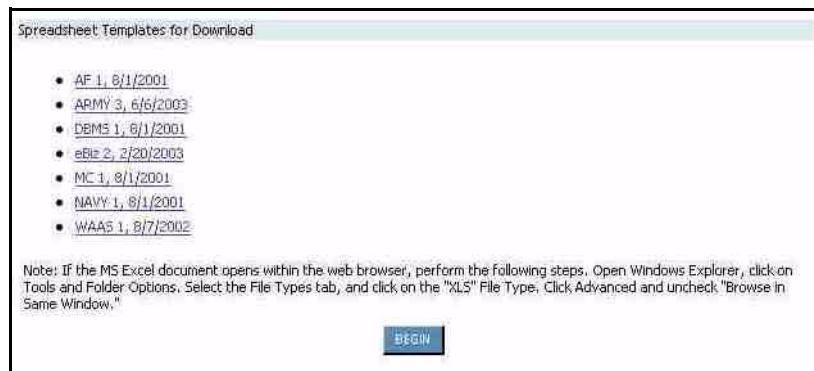 Spreadsheet Templates for Download
AF 1, 8/1/2001
ARMY 3, 6/6/2003
DBMS 1, 8/1/2001
eBiz 2, 2/20/2003
MC 1, 8/1/2001
NAVY 1, 8/1/2001
WAAS 1, 8/7/2002
Note: If the MS Excel document opens within the web browser, perform the following steps. Open Windows Explorer, click on
Tools and Folder Options. Select the File Types tab, and click on the "XLS" File Type. Click Advanced and uncheck "Browse in
Same Window."
BEGIN